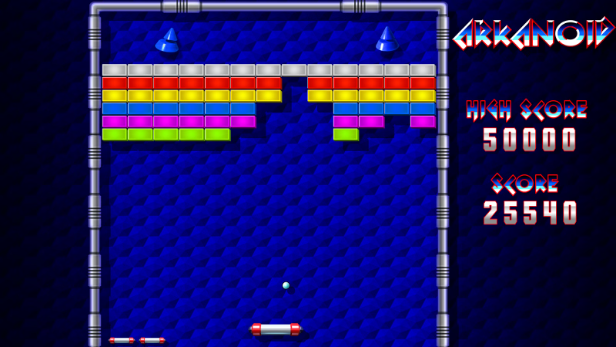 ARKANOID
HIGH SCORE
50000
SCORE
25540